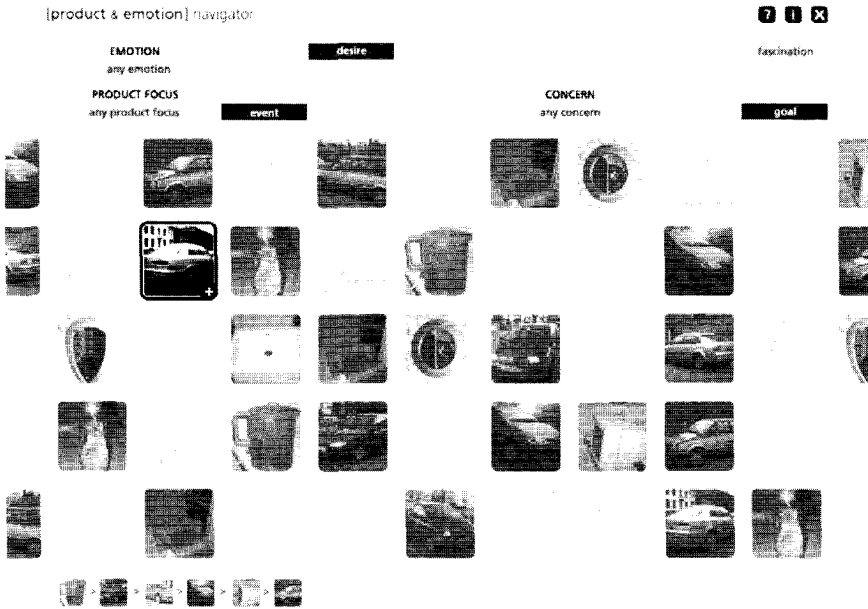 [product & emotion] navigator
? ! X
EMOTION desire fascination
any emotion
PRODUCT FOCUS CONCERN
any product focus event any concern goal
+
> > > > >